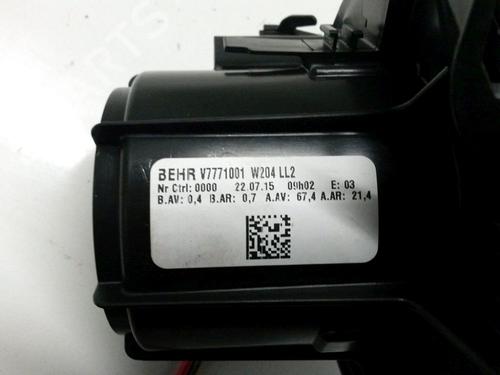 BEHR V7771001 W204 LL2
Nr Ctrl: 0000 22.07.15 09h02 E: 03
B.AV: 0,4 B.AR: 0,7 A.AV: 67,4 A.AR: 21,4